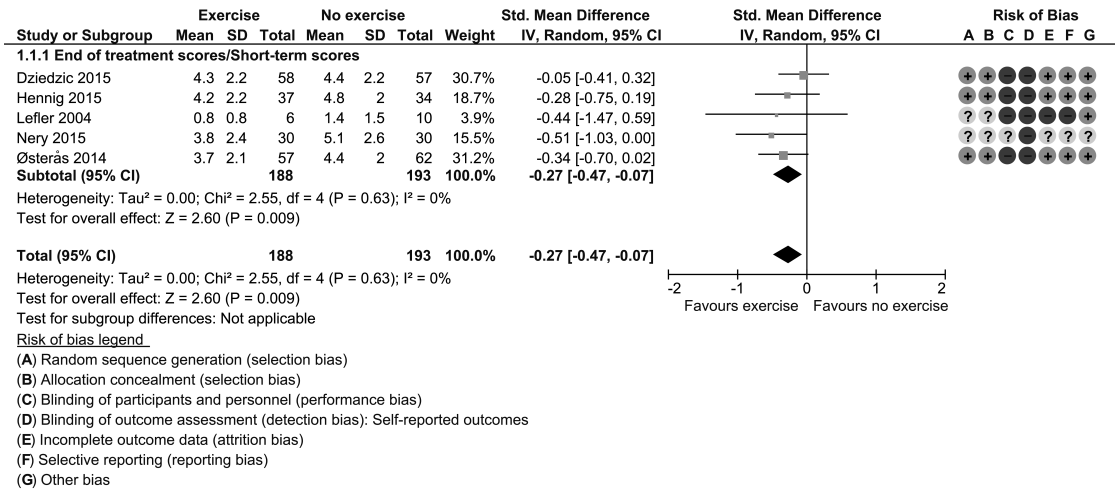 Exercise No exercise Std. Mean Difference Std. Mean Difference Risk of Bias
Study or Subgroup Mean SD Total Mean SD Total Weight IV, Random, 95% CI IV, Random, 95% CI A B C D E F G
1.1.1 End of treatment scores/Short-term scores
Dziedzic 2015 4.3 2.2 58 4.4 2.2 57 30.7% -0.05 [-0.41, 0.32] + + − − + + +
Hennig 2015 4.2 2.2 37 4.8 2 34 18.7% -0.28 [-0.75, 0.19] + + − − + + +
Lefler 2004 0.8 0.8 6 1.4 1.5 10 3.9% -0.44 [-1.47, 0.59] ? ? − − − − +
Nery 2015 3.8 2.4 30 5.1 2.6 30 15.5% -0.51 [-1.03, 0.00] ? ? ? − ? ? ?
Østerås 2014 3.7 2.1 57 4.4 2 62 31.2% -0.34 [-0.70, 0.02] + + − − + + +
Subtotal (95% CI) 188 193 100.0% -0.27 [-0.47, -0.07]
Heterogeneity: Tau² = 0.00; Chi² = 2.55, df = 4 (P = 0.63); I² = 0%
Test for overall effect: Z = 2.60 (P = 0.009)
Total (95% CI) 188 193 100.0% -0.27 [-0.47, -0.07]
Heterogeneity: Tau² = 0.00; Chi² = 2.55, df = 4 (P = 0.63); I² = 0%
-2 -1 0 1 2
Test for overall effect: Z = 2.60 (P = 0.009)
Favours exercise Favours no exercise
Test for subgroup differences: Not applicable
Risk of bias legend
(A) Random sequence generation (selection bias)
(B) Allocation concealment (selection bias)
(C) Blinding of participants and personnel (performance bias)
(D) Blinding of outcome assessment (detection bias): Self-reported outcomes
(E) Incomplete outcome data (attrition bias)
(F) Selective reporting (reporting bias)
(G) Other bias